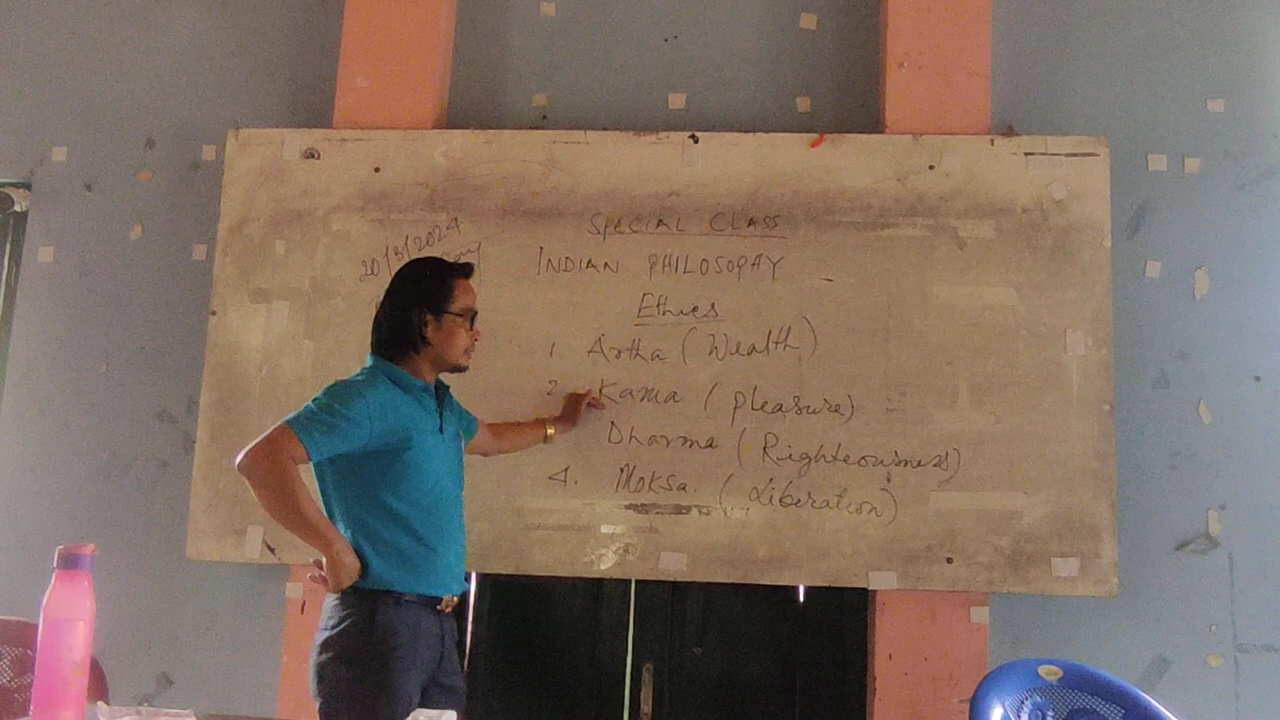 20/3/2024
Special CLASS
INDIAN PHILOSOPHY
Ethics
1 Artha (Wealth)
2 Kama (pleasure)
Dharma (Righteousness)
4. Moksa. (Liberation)